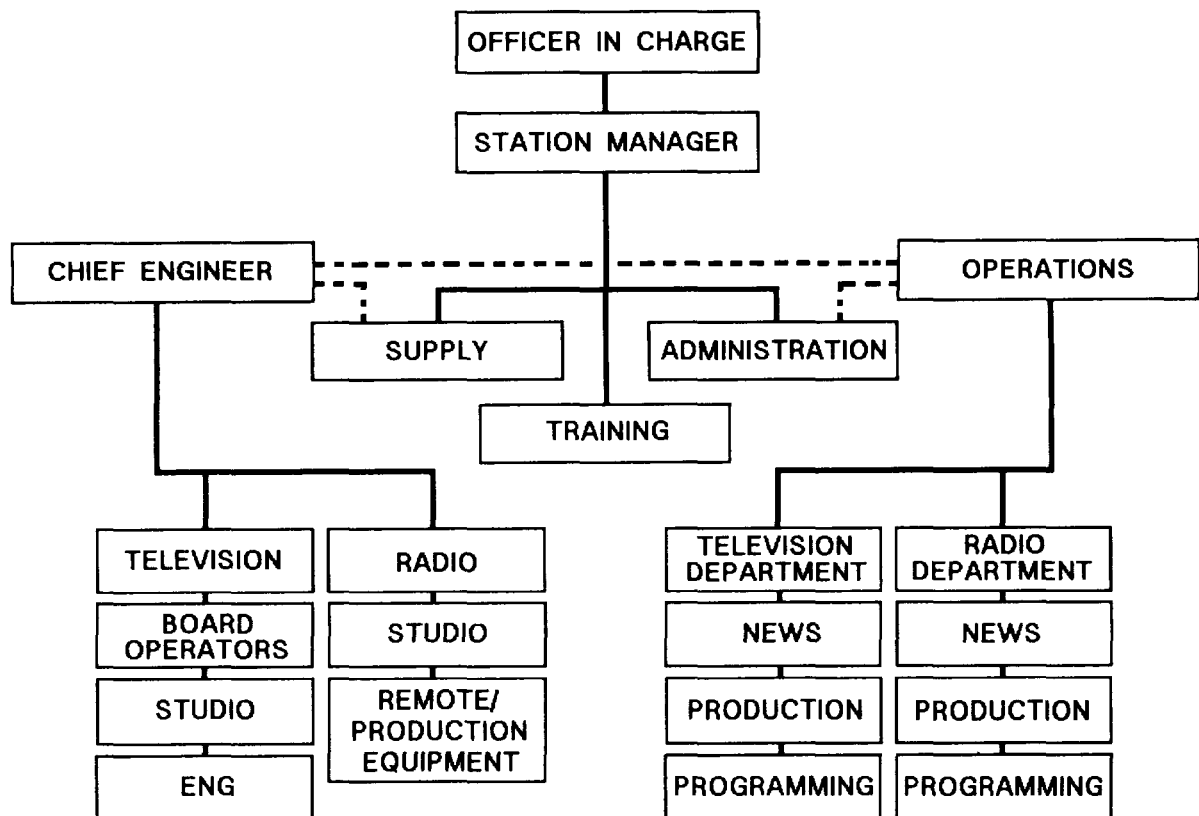 OFFICER IN CHARGE
STATION MANAGER
CHIEF ENGINEER
OPERATIONS
SUPPLY
ADMINISTRATION
TRAINING
TELEVISION
BOARD
OPERATORS
STUDIO
ENG
RADIO
STUDIO
REMOTE/
PRODUCTION
EQUIPMENT
TELEVISION
DEPARTMENT
NEWS
PRODUCTION
PROGRAMMING
RADIO
DEPARTMENT
NEWS
PRODUCTION
PROGRAMMING